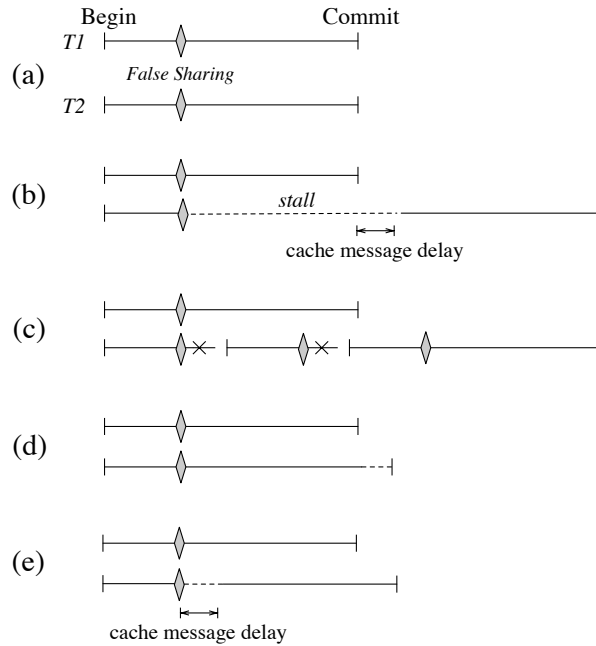 Begin Commit
T1
(a) False Sharing
T2
(b) stall
cache message delay
(c)
(d)
(e)
cache message delay